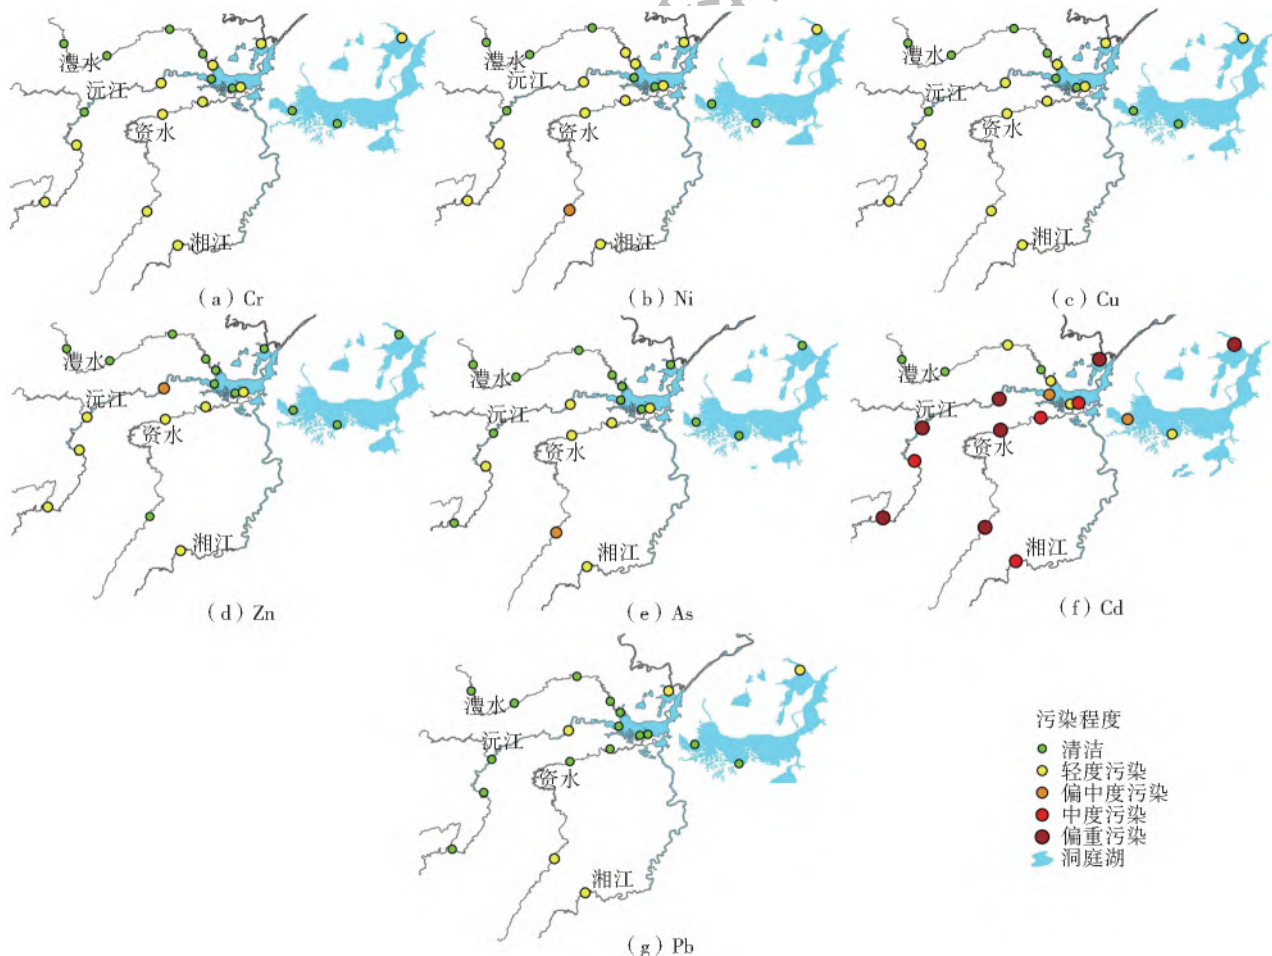 澧水
沅江
资水
湘江
(a) Cr
澧水
沅江
资水
湘江
(b) Ni
澧水
沅江
资水
湘江
(c) Cu
澧水
沅江
资水
湘江
(d) Zn
澧水
沅江
资水
湘江
(e) As
澧水
沅江
资水
湘江
(f) Cd
澧水
沅江
资水
湘江
(g) Pb
污染程度
清洁
轻度污染
偏中度污染
中度污染
偏重污染
洞庭湖